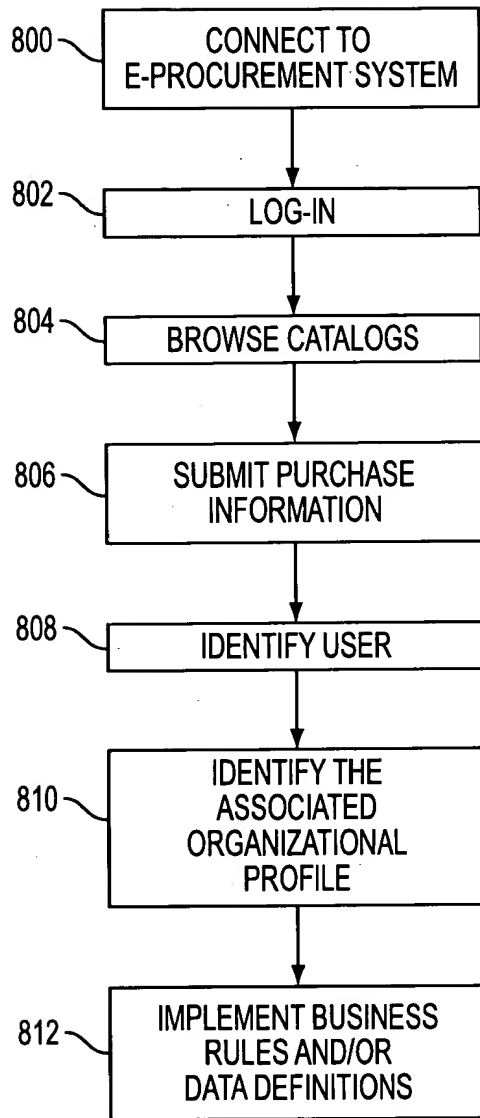 800
CONNECT TO
E-PROCUREMENT SYSTEM
802
LOG-IN
804
BROWSE CATALOGS
806
SUBMIT PURCHASE
INFORMATION
808
IDENTIFY USER
810
IDENTIFY THE
ASSOCIATED
ORGANIZATIONAL
PROFILE
812
IMPLEMENT BUSINESS
RULES AND/OR
DATA DEFINITIONS